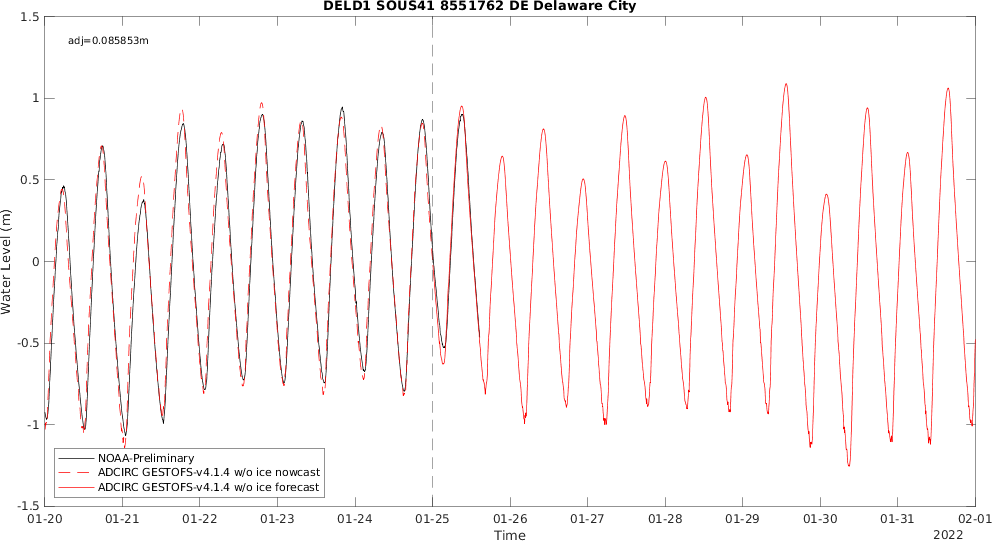 DELD1 SOUS41 8551762 DE Delaware City
adj=0.085853m
1.5
1
0.5
0
-0.5
-1
-1.5
Water Level (m)
NOAA-Preliminary
ADCIRC GESTOFS-v4.1.4 w/o ice nowcast
ADCIRC GESTOFS-v4.1.4 w/o ice forecast
01-20 01-21 01-22 01-23 01-24 01-25 01-26 01-27 01-28 01-29 01-30 01-31 02-01
Time
2022